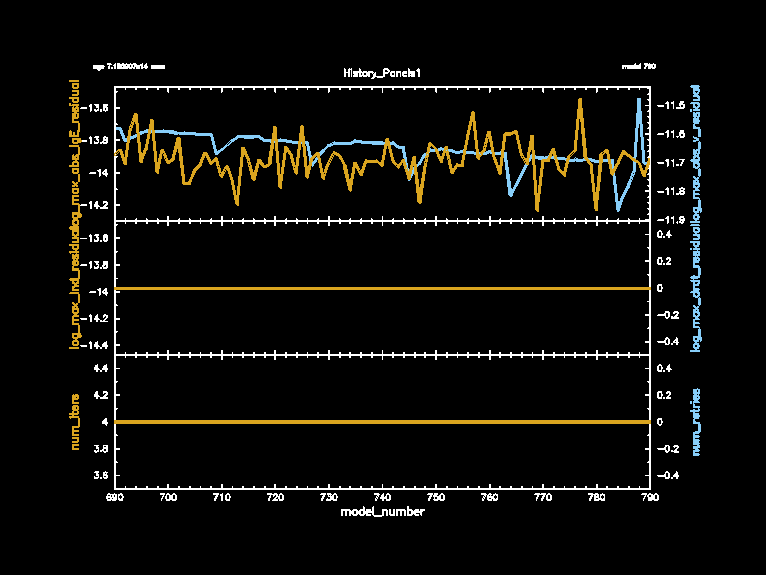 History_Panels1
model 790
-13.6
-13.8
-14
-14.2
log_max_abs_lgE_residual
-11.5
-11.6
-11.7
-11.8
-11.9
log_max_abs_v_residual
-13.6
-13.8
-14
-14.2
-14.4
log_max_lnd_residual
0.4
0.2
0
-0.2
-0.4
log_max_drdt_residual
4.4
4.2
4
3.8
3.6
num_iters
0.4
0.2
0
-0.2
-0.4
num_retries
690 700 710 720 730 740 750 760 770 780 790
model_number